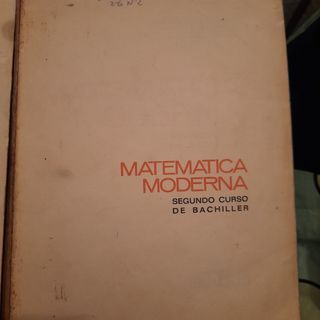 MATEMATICA
MODERNA
SEGUNDO CURSO
DE BACHILLER